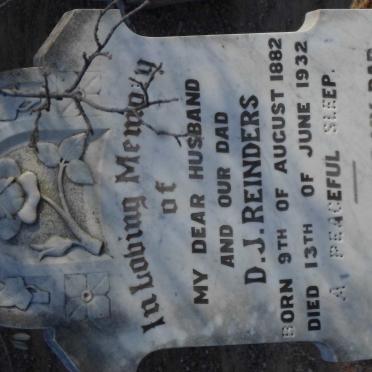 In Loving Memory
of
MY DEAR HUSBAND
AND OUR DAD
D. J. REINDERS
BORN 9TH OF AUGUST 1882
DIED 13TH OF JUNE 1932
A PEACEFUL SLEEP.
DAD